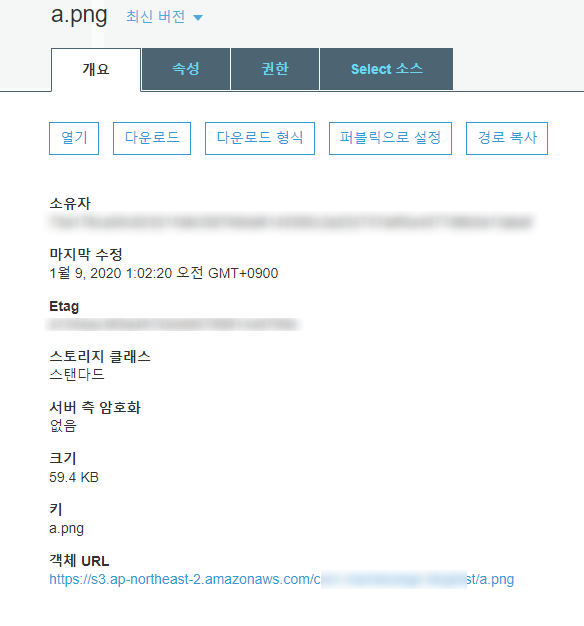 a.png 최신 버전
개요 속성 권한 Select 소스
열기 다운로드 다운로드 형식 퍼블릭으로 설정 경로 복사
소유자
마지막 수정
1월 9, 2020 1:02:20 오전 GMT+0900
Etag
스토리지 클래스
스탠다드
서버 측 암호화
없음
크기
59.4 KB
키
a.png
객체 URL
https://s3.ap-northeast-2.amazonaws.com/c st/a.png